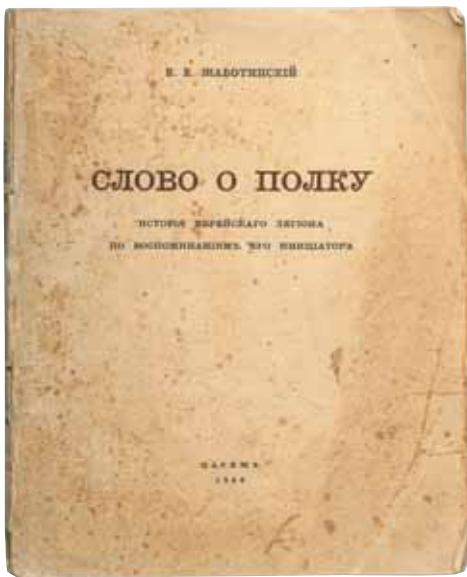 В. Е. ЖАБОТИНСКІЙ
СЛОВО О ПОЛКУ
ИСТОРІЯ ЕВРЕЙСКАГО ЛЕГІОНА
ПО ВОСПОМИНАНІЯМЪ ЕГО ИНИЦІАТОРА
ПАРИЖЪ